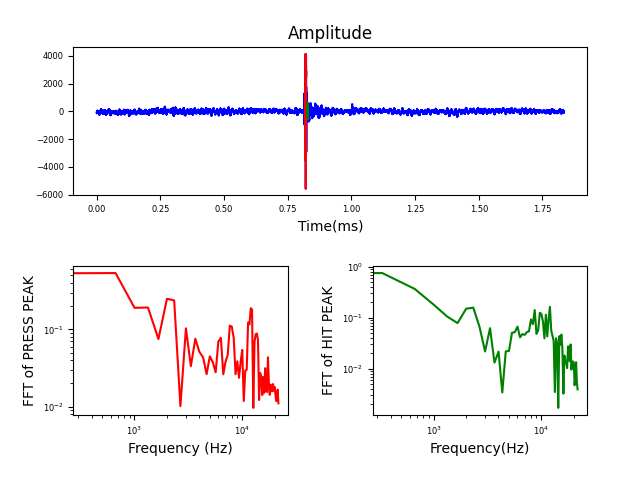 Amplitude
4000
2000
0
−2000
−4000
−6000
0.00 0.25 0.50 0.75 1.00 1.25 1.50 1.75
Time(ms)
FFT of PRESS PEAK
10⁻¹
10⁻²
10³ 10⁴
Frequency (Hz)
FFT of HIT PEAK
10⁰
10⁻¹
10⁻²
10³ 10⁴
Frequency(Hz)